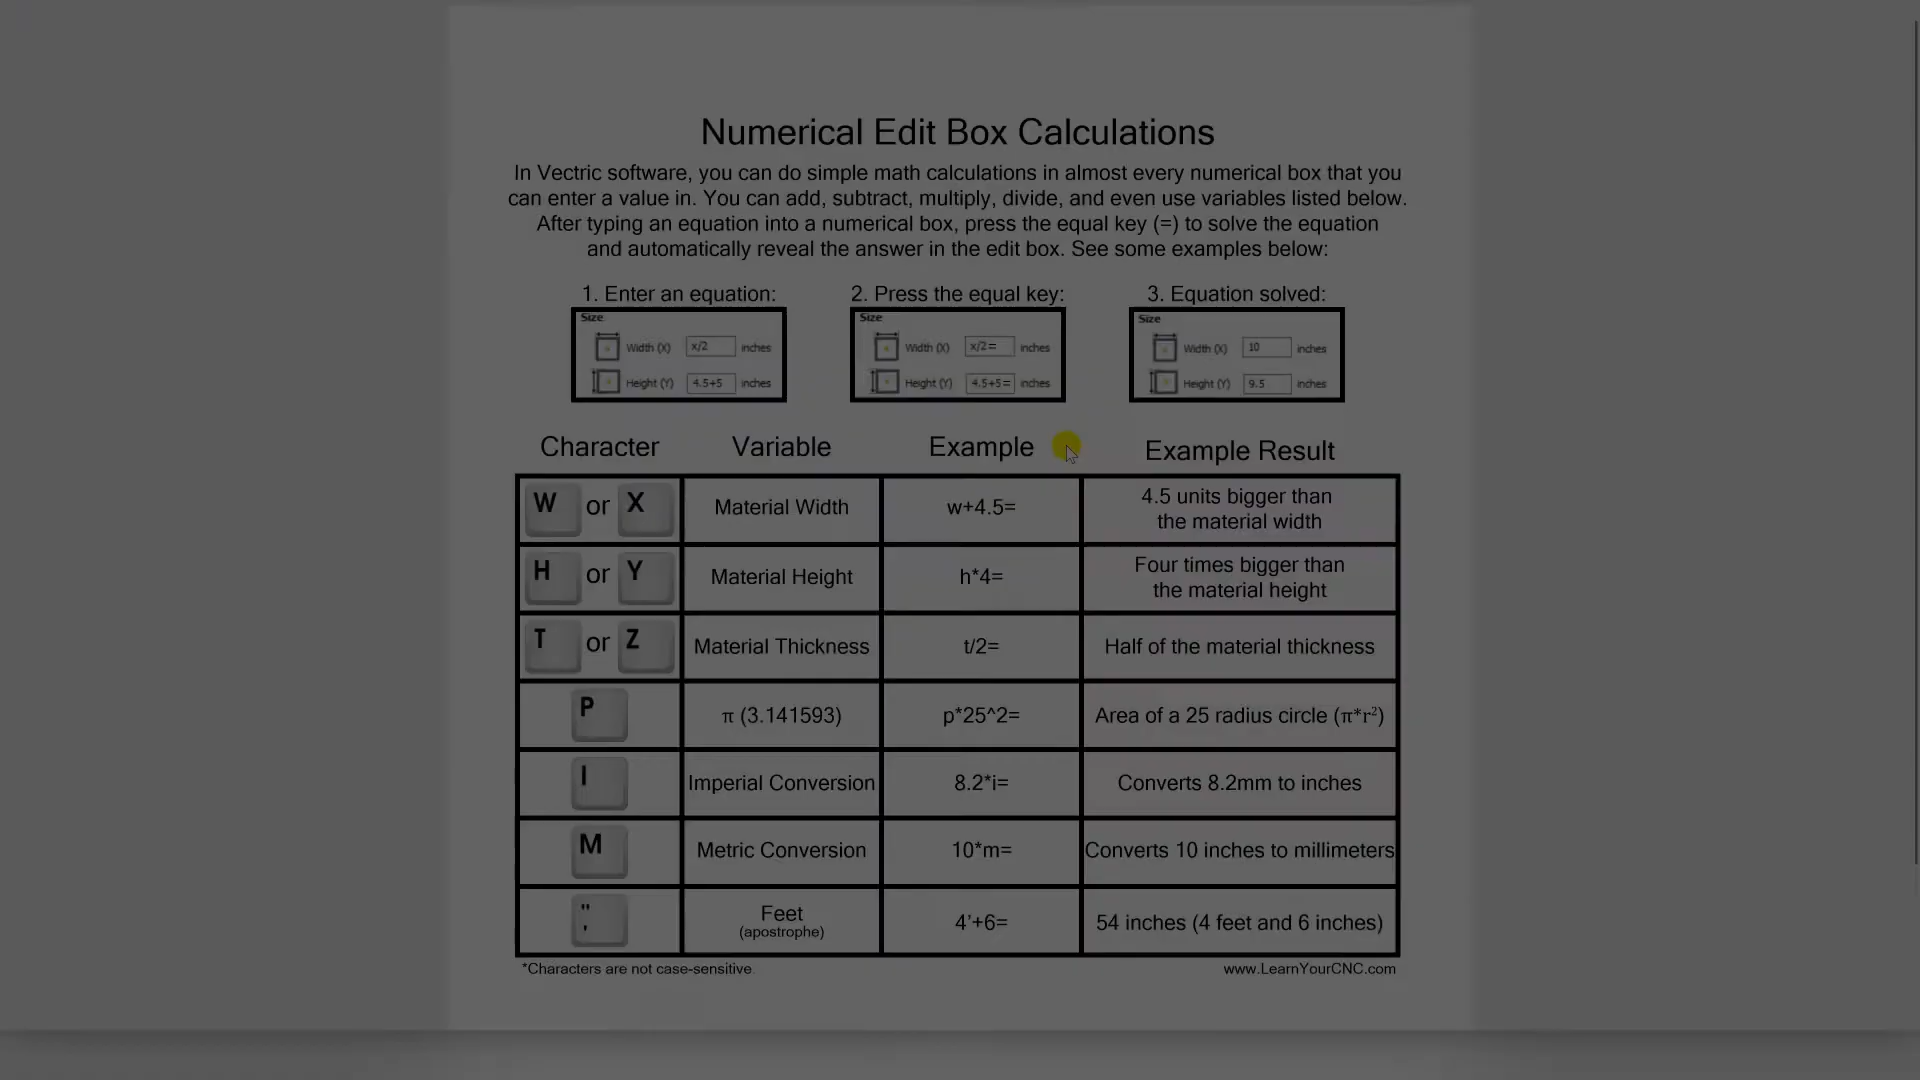 Numerical Edit Box Calculations
In Vectric software, you can do simple math calculations in almost every numerical box that you
can enter a value in. You can add, subtract, multiply, divide, and even use variables listed below.
After typing an equation into a numerical box, press the equal key (=) to solve the equation
and automatically reveal the answer in the edit box. See some examples below:
1. Enter an equation: 2. Press the equal key: 3. Equation solved:
Size Size Size
Width (X) x/2 inches Width (X) x/2= inches Width (X) 10 inches
Height (Y) 4.5+5 inches Height (Y) 4.5+5= inches Height (Y) 9.5 inches
Character Variable Example Example Result
W or X Material Width w+4.5= 4.5 units bigger than
the material width
H or Y Material Height h*4= Four times bigger than
the material height
T or Z Material Thickness t/2= Half of the material thickness
P π (3.141593) p*25^2= Area of a 25 radius circle (π*r²)
I Imperial Conversion 8.2*i= Converts 8.2mm to inches
M Metric Conversion 10*m= Converts 10 inches to millimeters
" ' Feet 4'+6= 54 inches (4 feet and 6 inches)
(apostrophe)
*Characters are not case-sensitive www.LearnYourCNC.com